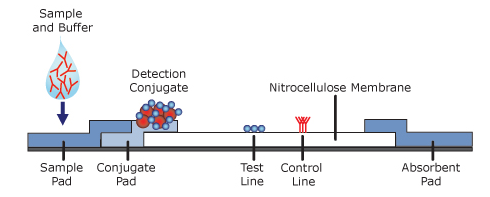 Sample
and Buffer
Detection
Conjugate
Nitrocellulose Membrane
Sample
Pad
Conjugate
Pad
Test
Line
Control
Line
Absorbent
Pad